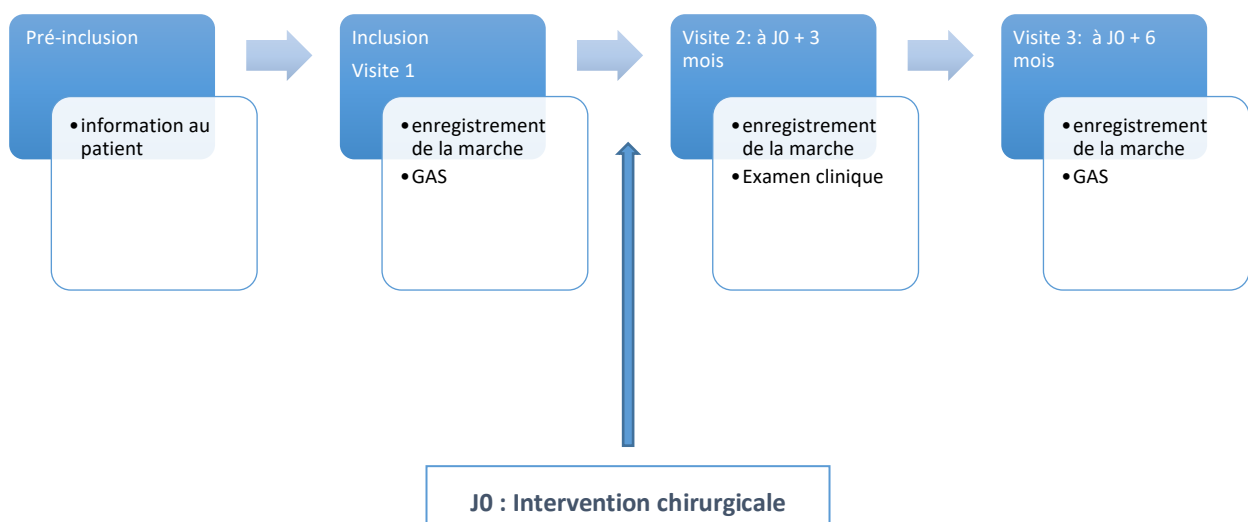 Pré-inclusion
•information au
patient
Inclusion
Visite 1
•enregistrement
de la marche
•GAS
Visite 2: à J0 + 3
mois
•enregistrement
de la marche
•Examen clinique
Visite 3:  à J0 + 6
mois
•enregistrement
de la marche
•GAS
J0 : Intervention chirurgicale